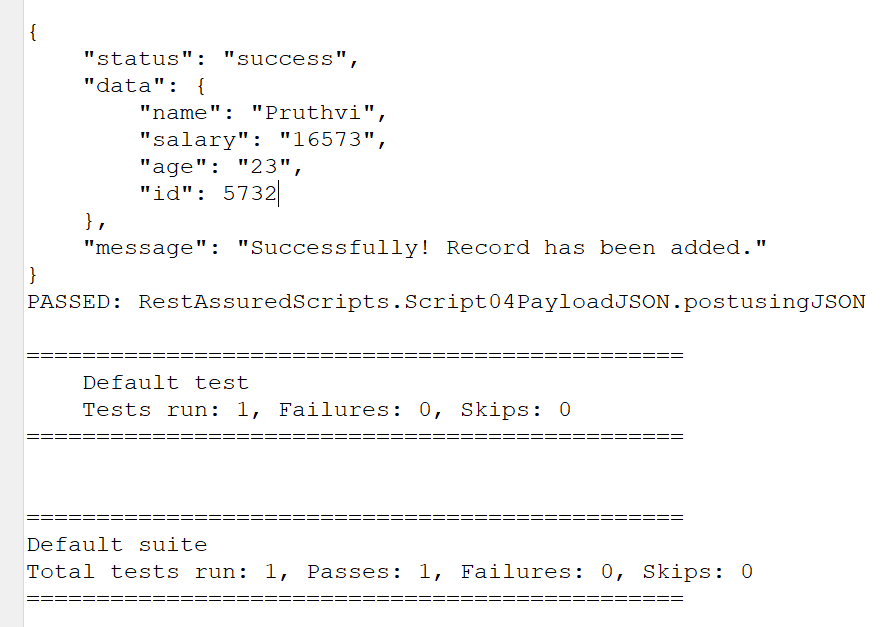 {
    "status": "success",
    "data": {
        "name": "Pruthvi",
        "salary": "16573",
        "age": "23",
        "id": 5732
    },
    "message": "Successfully! Record has been added."
}
PASSED: RestAssuredScripts.Script04PayloadJSON.postusingJSON
===============================================
    Default test
    Tests run: 1, Failures: 0, Skips: 0
===============================================
===============================================
Default suite
Total tests run: 1, Passes: 1, Failures: 0, Skips: 0
===============================================